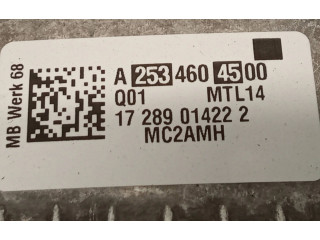 MB Werk 68
A 253 460 45 00
Q01 MTL14
17 289 01422 2
MC2AMH